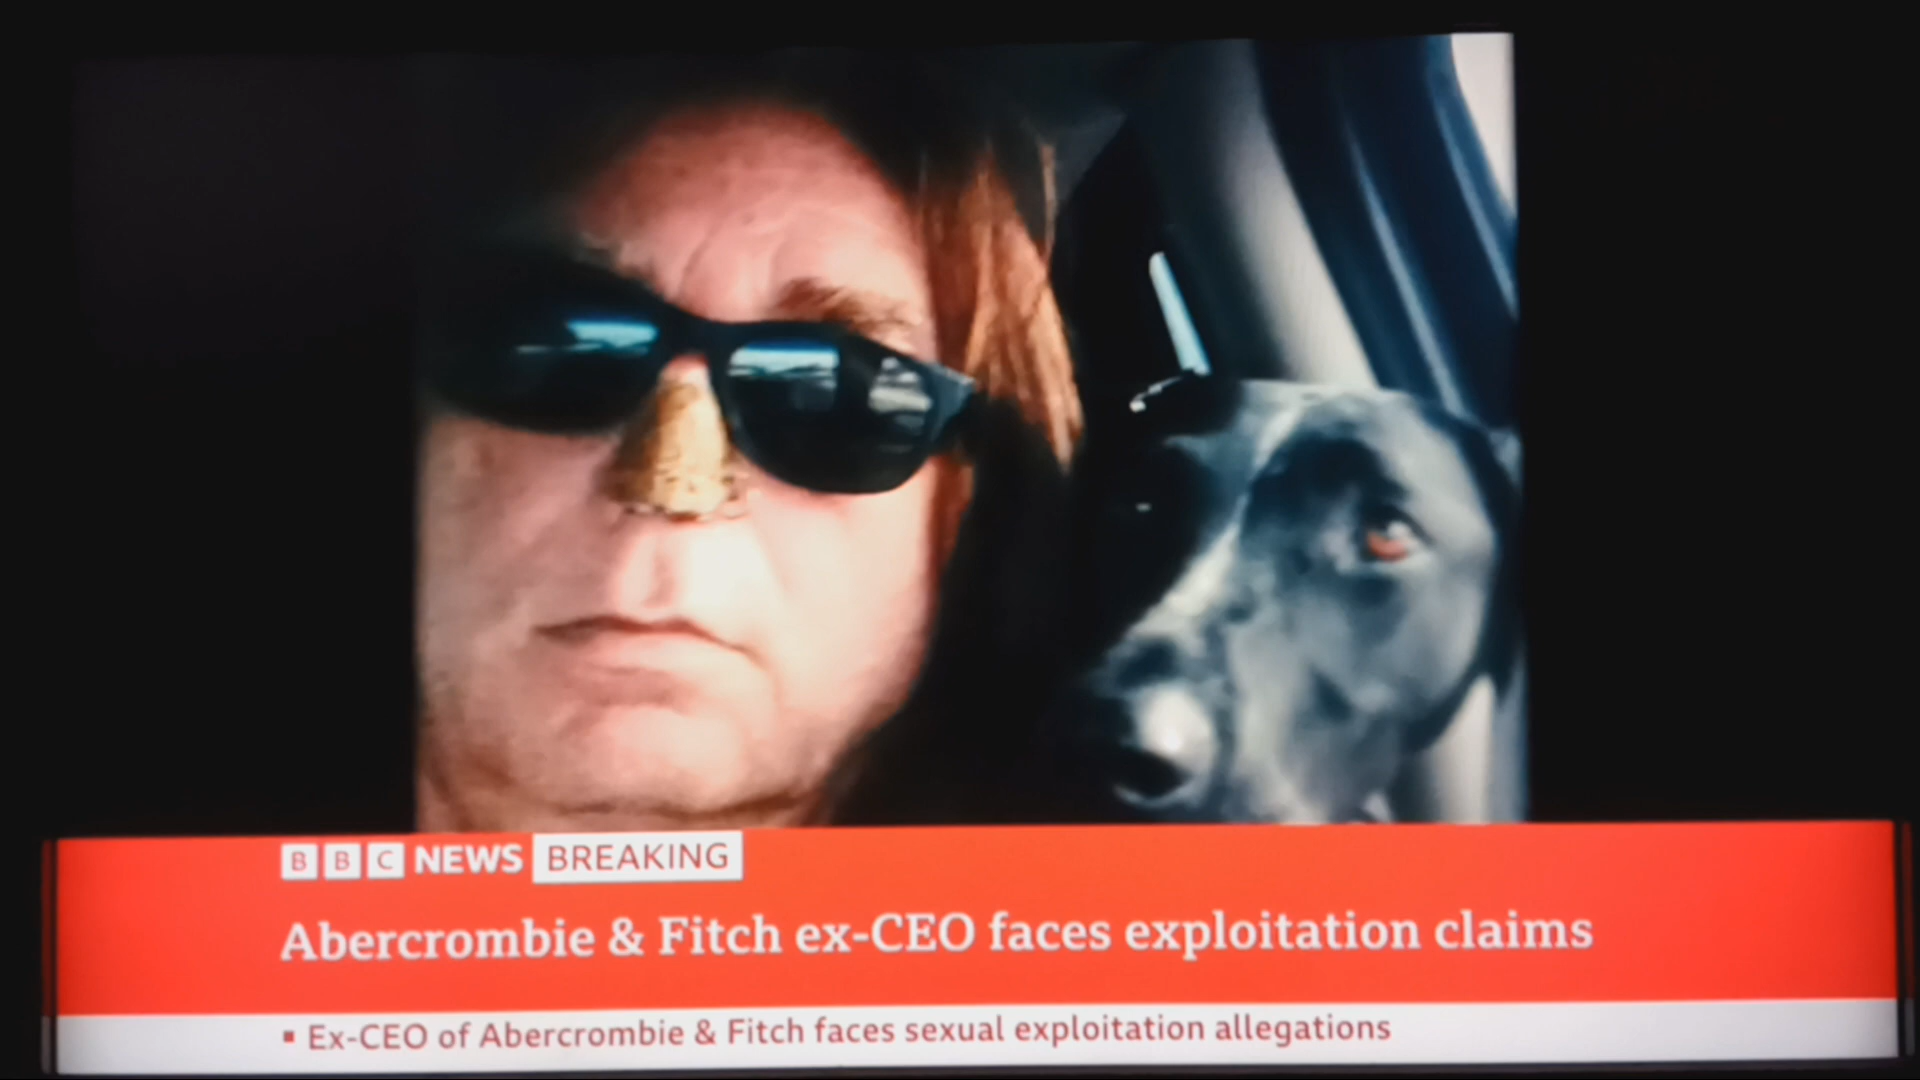 BBC NEWS BREAKING
Abercrombie & Fitch ex-CEO faces exploitation claims
▪ Ex-CEO of Abercrombie & Fitch faces sexual exploitation allegations